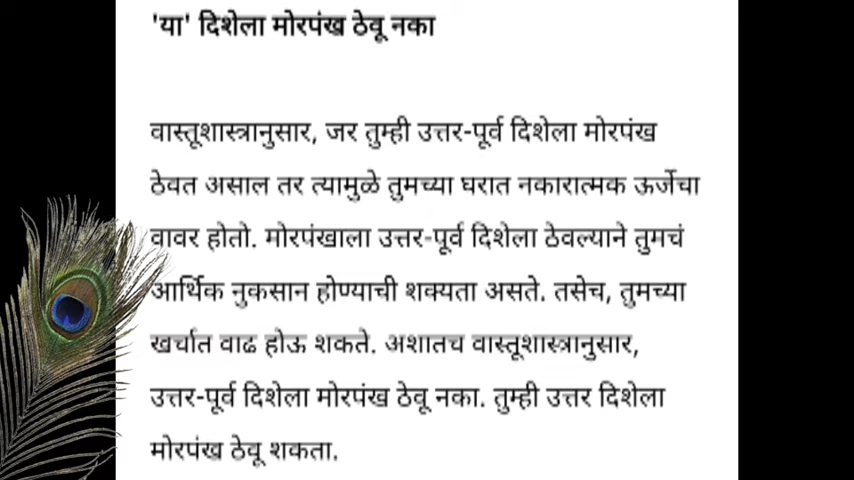 'या' दिशेला मोरपंख ठेवू नका
वास्तूशास्त्रानुसार, जर तुम्ही उत्तर-पूर्व दिशेला मोरपंख
ठेवत असाल तर त्यामुळे तुमच्या घरात नकारात्मक ऊर्जेचा
वावर होतो. मोरपंखाला उत्तर-पूर्व दिशेला ठेवल्याने तुमचं
आर्थिक नुकसान होण्याची शक्यता असते. तसेच, तुमच्या
खर्चात वाढ होऊ शकते. अशातच वास्तूशास्त्रानुसार,
उत्तर-पूर्व दिशेला मोरपंख ठेवू नका. तुम्ही उत्तर दिशेला
मोरपंख ठेवू शकता.